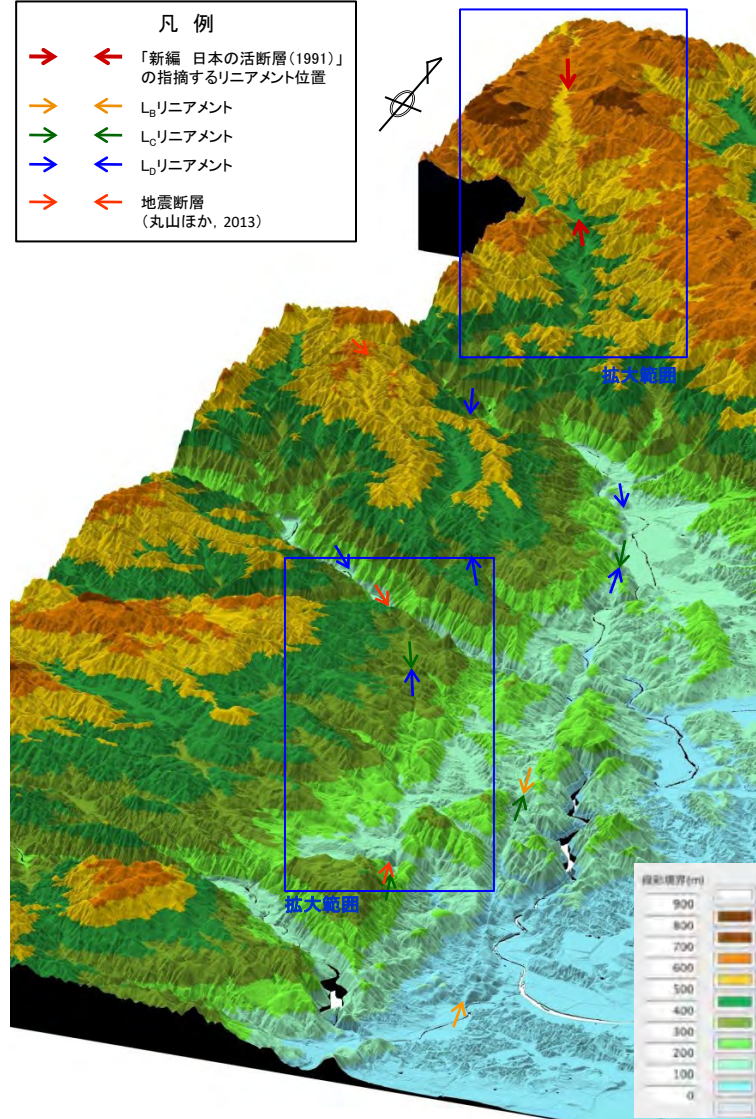 凡 例
「新編 日本の活断層(1991)」
の指摘するリニアメント位置
LBリニアメント
LCリニアメント
LDリニアメント
地震断層
(丸山ほか, 2013)
拡大範囲
拡大範囲
段彩境界(m)
900
800
700
600
500
400
300
200
100
0